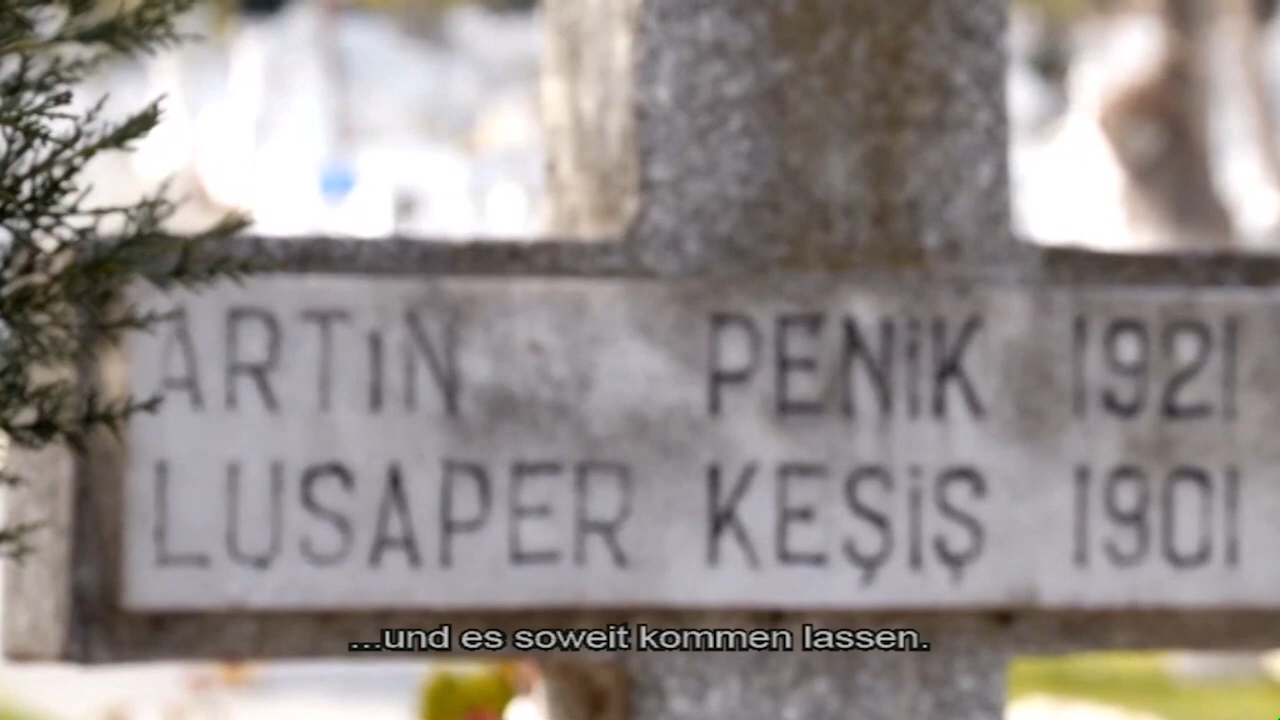 ARTiN PENiK 1921
LUSAPER KEŞiŞ 1901
...und es soweit kommen lassen.